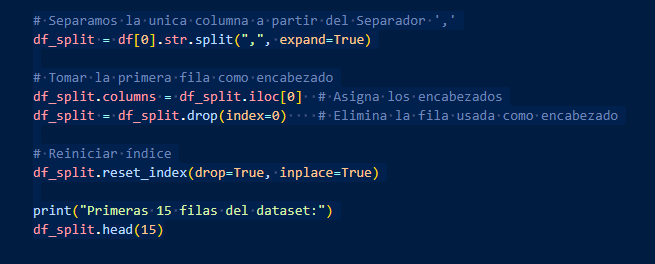 # Separamos la unica columna a partir del Separador ','
df_split = df[0].str.split(",", expand=True)
# Tomar la primera fila como encabezado
df_split.columns = df_split.iloc[0]  # Asigna los encabezados
df_split = df_split.drop(index=0)    # Elimina la fila usada como encabezado
# Reiniciar índice
df_split.reset_index(drop=True, inplace=True)
print("Primeras 15 filas del dataset:")
df_split.head(15)